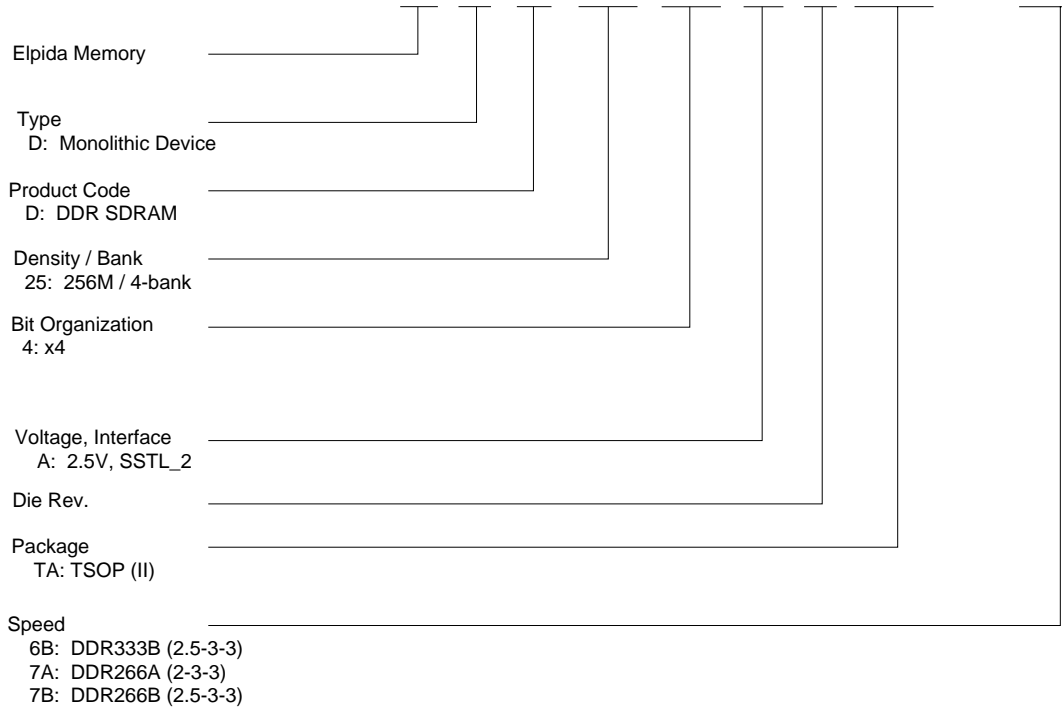 Elpida Memory
Type
D: Monolithic Device
Product Code
D: DDR SDRAM
Density / Bank
25: 256M / 4-bank
Bit Organization
4: x4
Voltage, Interface
A: 2.5V, SSTL_2
Die Rev.
Package
TA: TSOP (II)
Speed
6B: DDR333B (2.5-3-3)
7A: DDR266A (2-3-3)
7B: DDR266B (2.5-3-3)